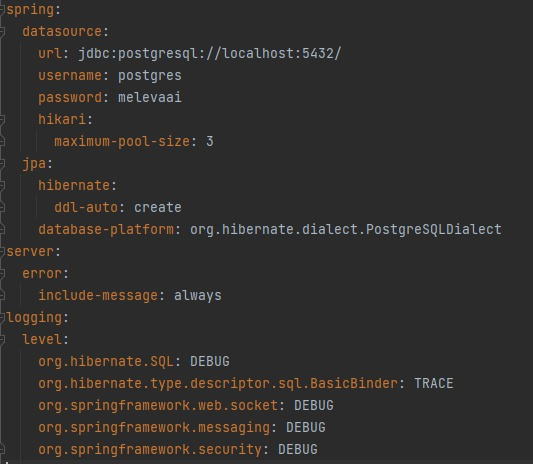 spring:
  datasource:
    url: jdbc:postgresql://localhost:5432/
    username: postgres
    password: melevaai
    hikari:
      maximum-pool-size: 3
  jpa:
    hibernate:
      ddl-auto: create
    database-platform: org.hibernate.dialect.PostgreSQLDialect
server:
  error:
    include-message: always
logging:
  level:
    org.hibernate.SQL: DEBUG
    org.hibernate.type.descriptor.sql.BasicBinder: TRACE
    org.springframework.web.socket: DEBUG
    org.springframework.messaging: DEBUG
    org.springframework.security: DEBUG